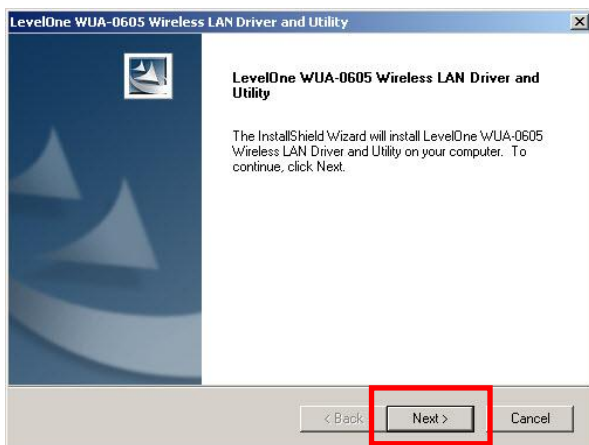 LevelOne WUA-0605 Wireless LAN Driver and Utility
LevelOne WUA-0605 Wireless LAN Driver and
Utility
The InstallShield Wizard will install LevelOne WUA-0605
Wireless LAN Driver and Utility on your computer.  To
continue, click Next.
< Back
Next >
Cancel